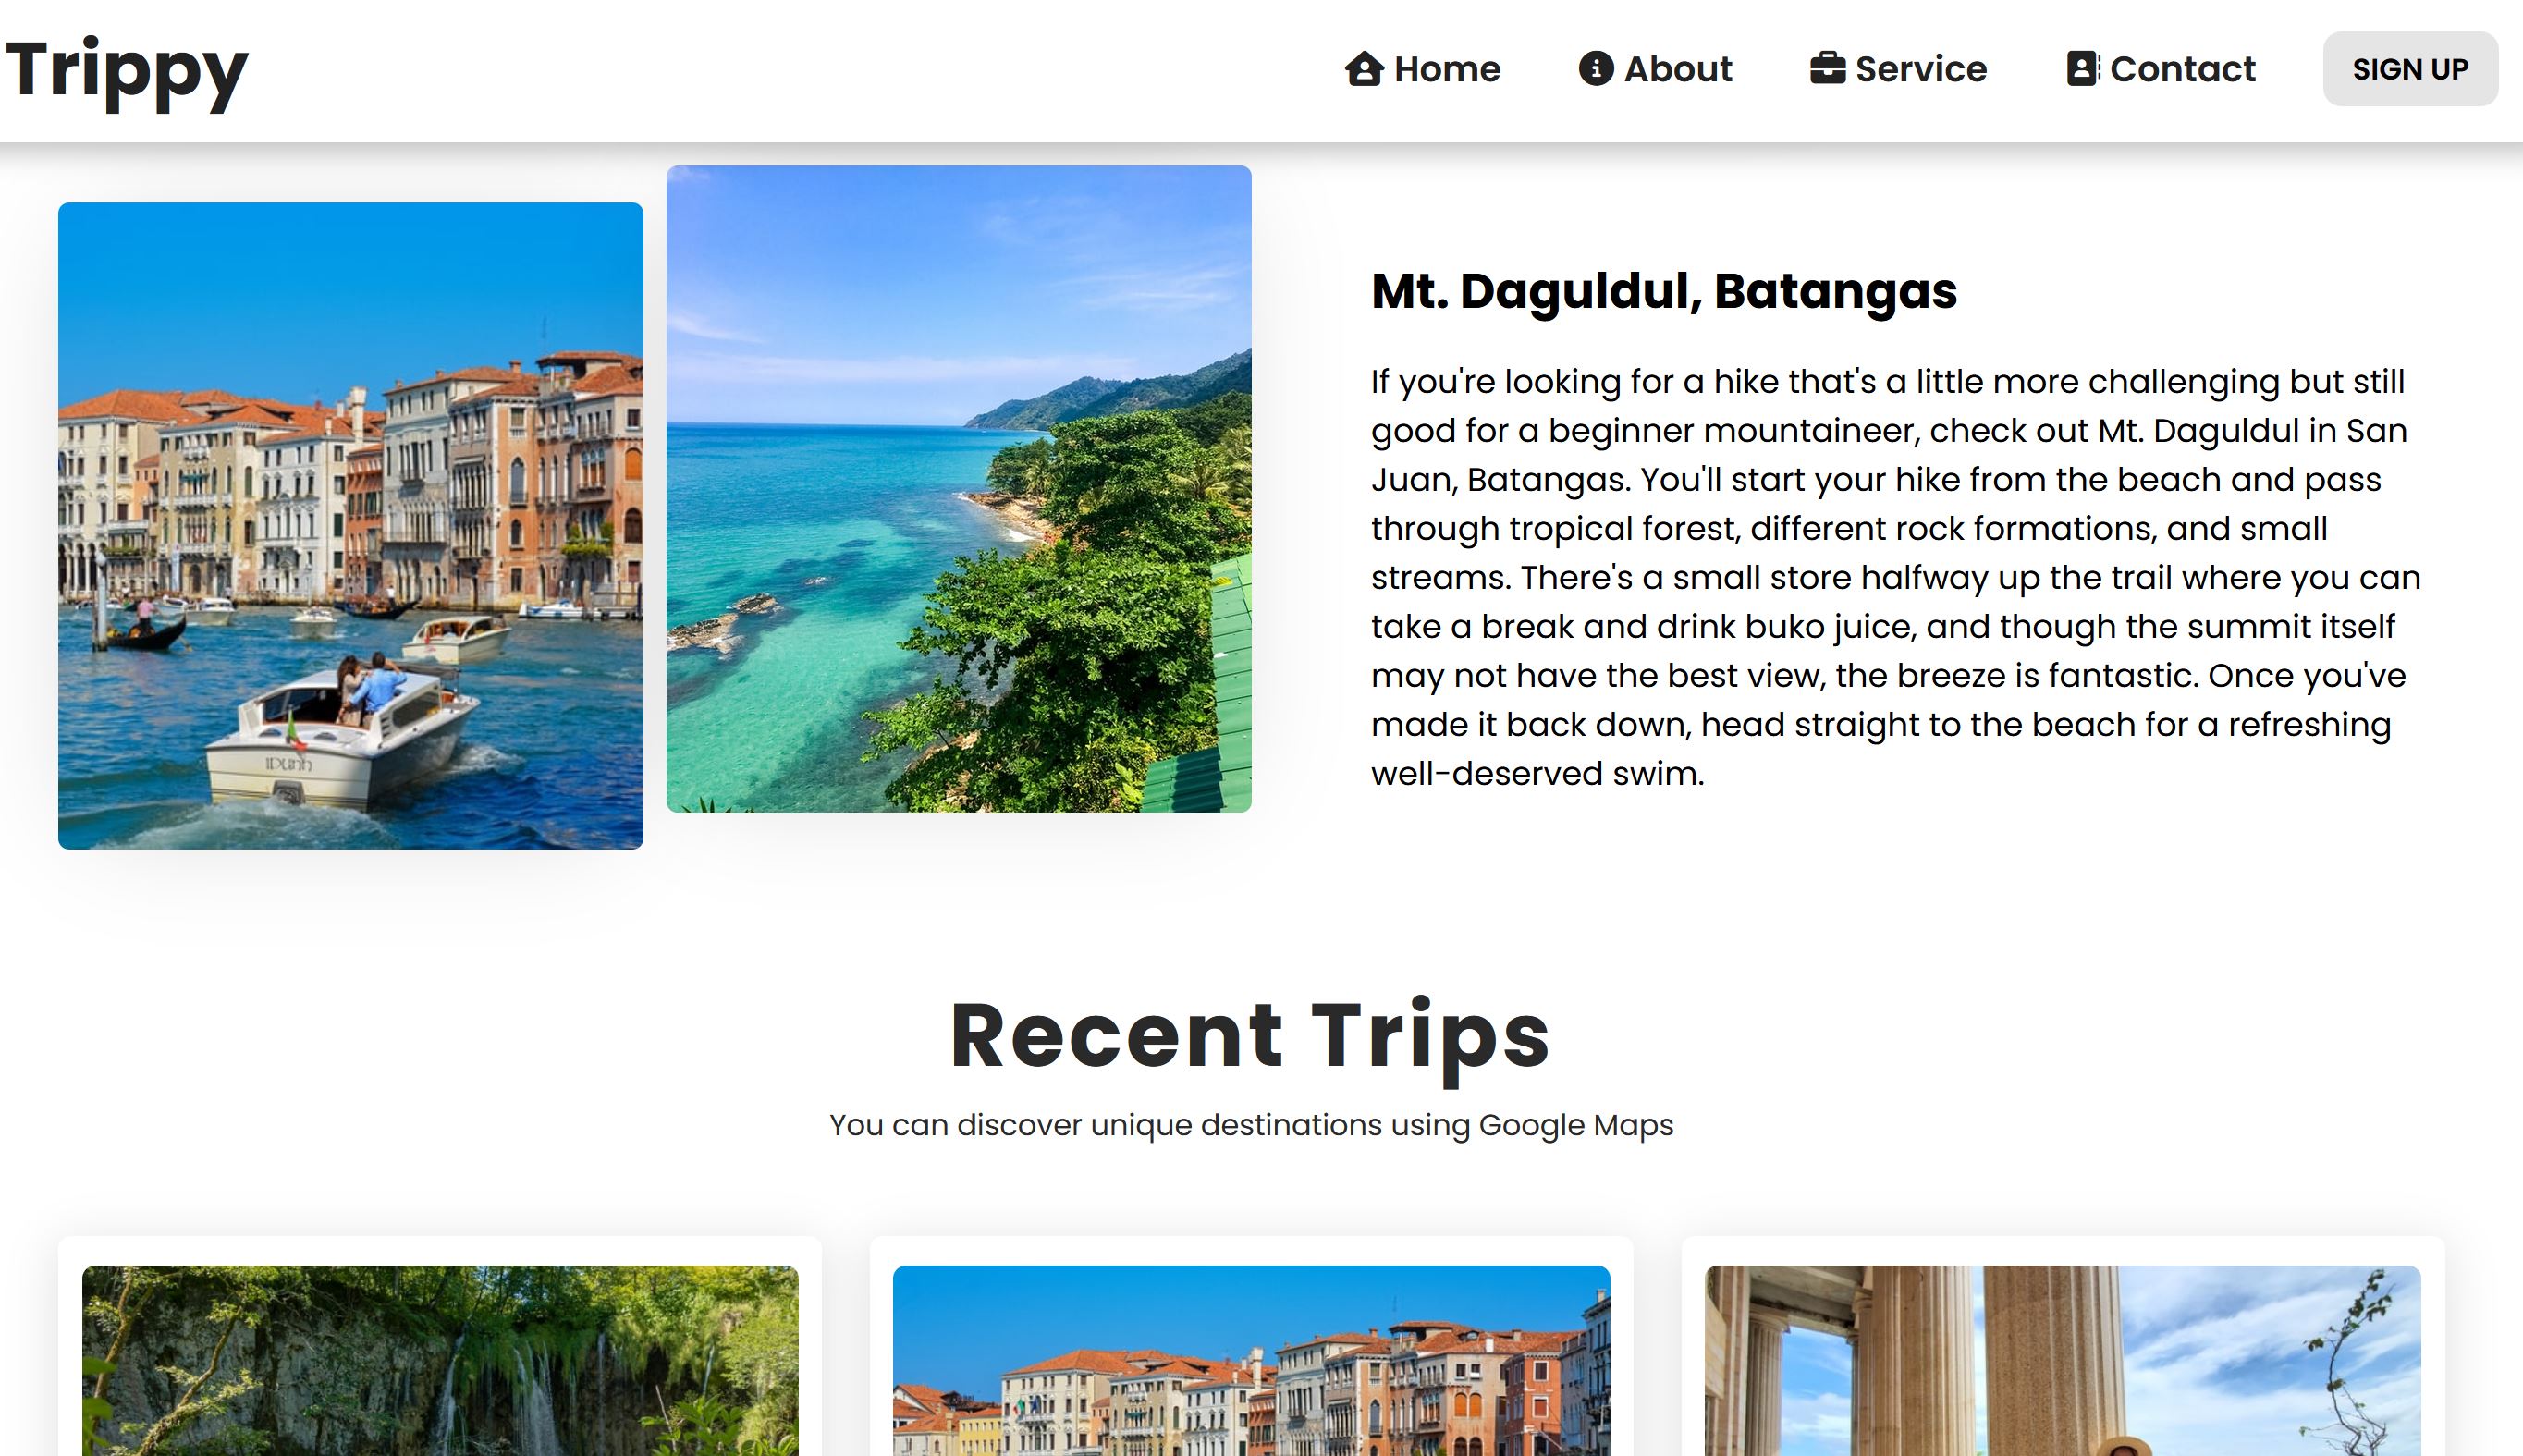 Trippy
Home
About
Service
Contact
SIGN UP
Mt. Daguldul, Batangas
If you're looking for a hike that's a little more challenging but still
good for a beginner mountaineer, check out Mt. Daguldul in San
Juan, Batangas. You'll start your hike from the beach and pass
through tropical forest, different rock formations, and small
streams. There's a small store halfway up the trail where you can
take a break and drink buko juice, and though the summit itself
may not have the best view, the breeze is fantastic. Once you've
made it back down, head straight to the beach for a refreshing
well-deserved swim.
Recent Trips
You can discover unique destinations using Google Maps